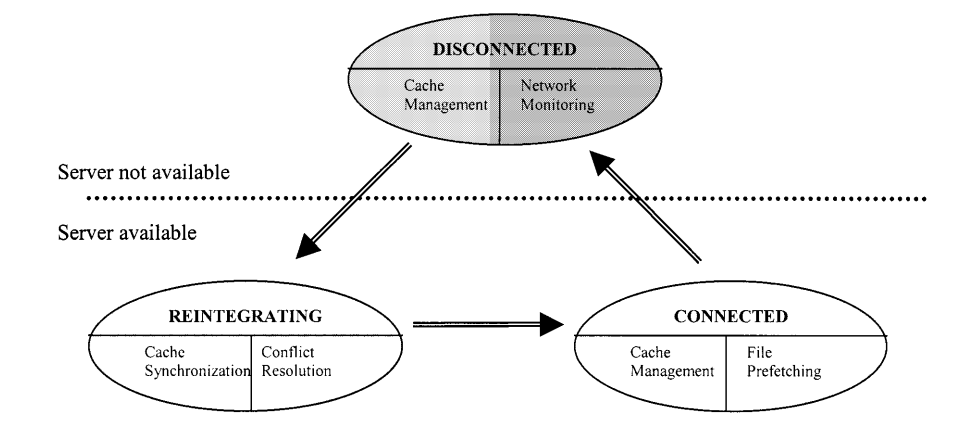 DISCONNECTED
Cache
Management
Network
Monitoring
Server not available
Server available
REINTEGRATING
Cache
Synchronization
Conflict
Resolution
CONNECTED
Cache
Management
File
Prefetching